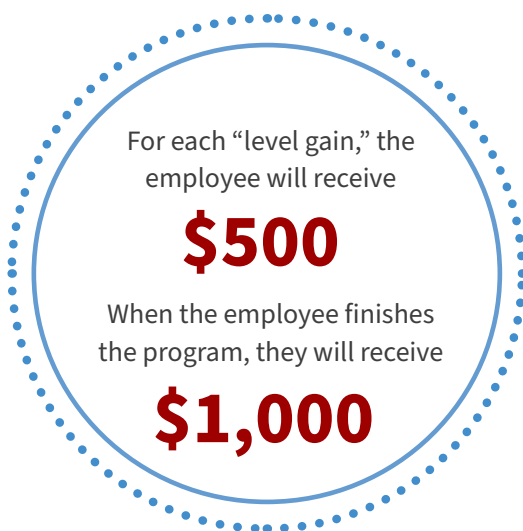 For each “level gain,” the
employee will receive
$500
When the employee finishes
the program, they will receive
$1,000